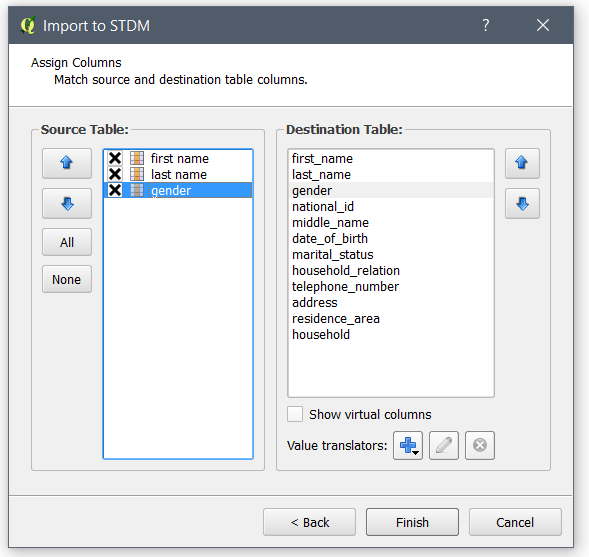 Import to STDM
Assign Columns
Match source and destination table columns.
Source Table:
All
None
first name
last name
gender
Destination Table:
first_name
last_name
gender
national_id
middle_name
date_of_birth
marital_status
household_relation
telephone_number
address
residence_area
household
Show virtual columns
Value translators:
< Back
Finish
Cancel